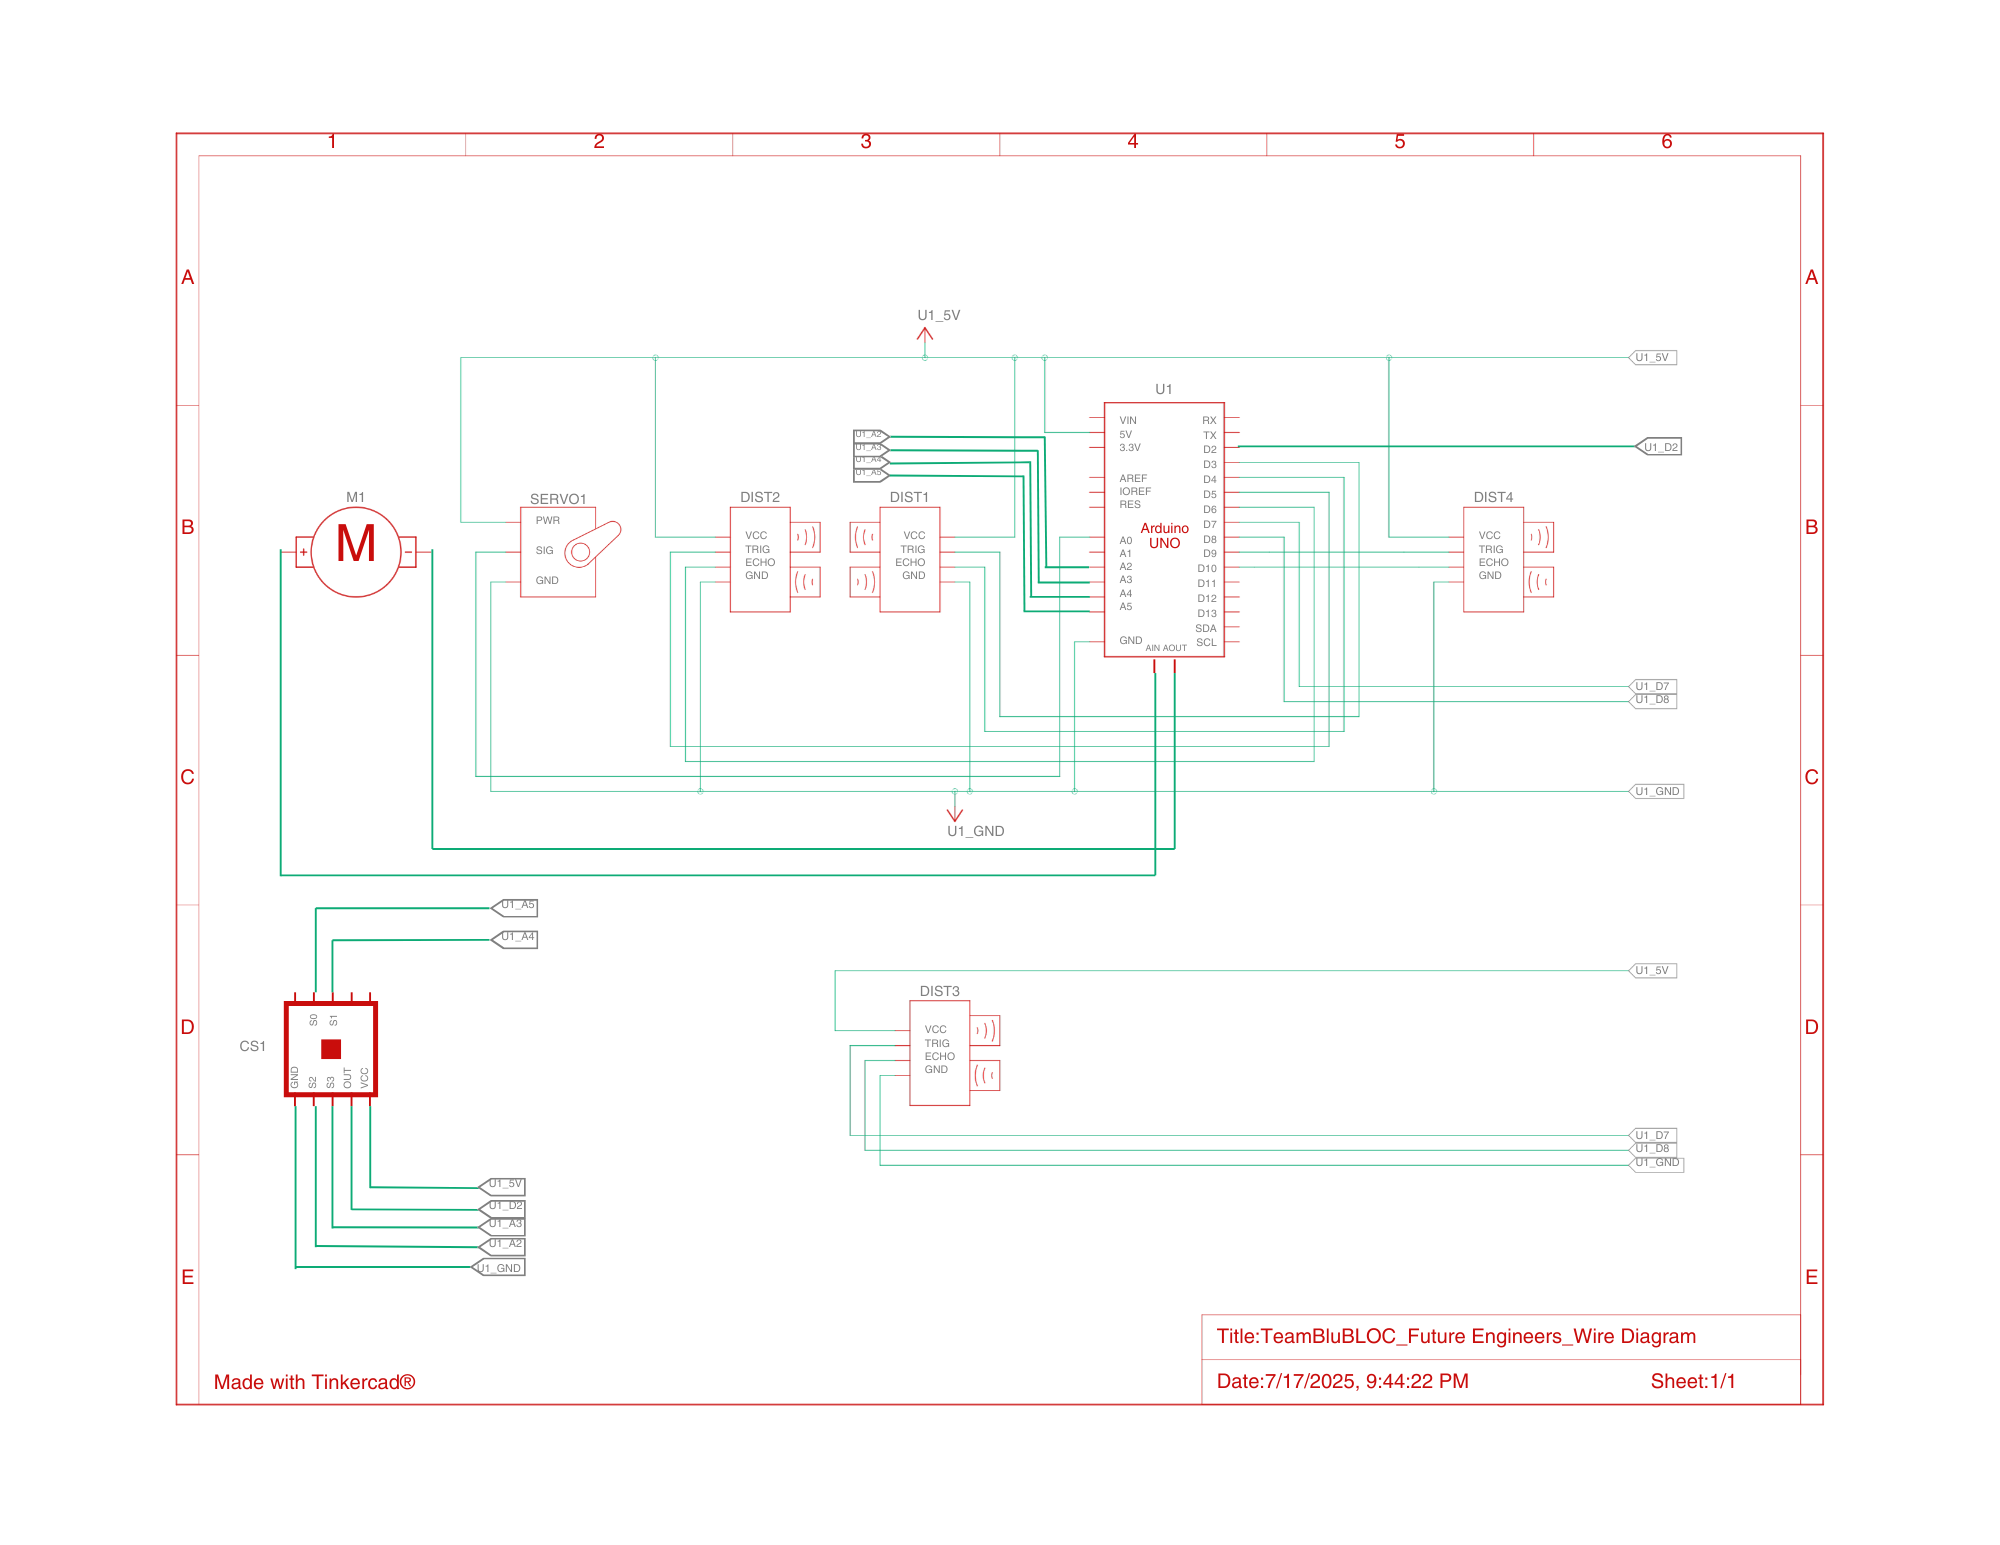 1 2 3 4 5 6
A A
U1_5V
U1_5V
U1
B B
VIN
5V
3.3V
AREF
IOREF
RES
A0
A1
A2
A3
A4
A5
GND
AIN AOUT
Arduino
UNO
RX
TX
D2
D3
D4
D5
D6
D7
D8
D9
D10
D11
D12
D13
SDA
SCL
U1_A2
U1_A3
U1_A4
U1_A5
U1_D2
M1
+ M -
SERVO1
PWR
SIG
GND
DIST2
VCC
TRIG
ECHO
GND
DIST1
VCC
TRIG
ECHO
GND
DIST4
VCC
TRIG
ECHO
GND
U1_D7
U1_D8
C C
U1_GND
U1_GND
U1_A5
U1_A4
D D
CS1
S0
S1
GND
S2
S3
OUT
VCC
U1_5V
DIST3
VCC
TRIG
ECHO
GND
U1_D7
U1_D8
U1_GND
U1_5V
U1_D2
U1_A3
U1_A2
U1_GND
E E
Title:TeamBluBLOC_Future Engineers_Wire Diagram
Made with Tinkercad®
Date:7/17/2025, 9:44:22 PM Sheet:1/1